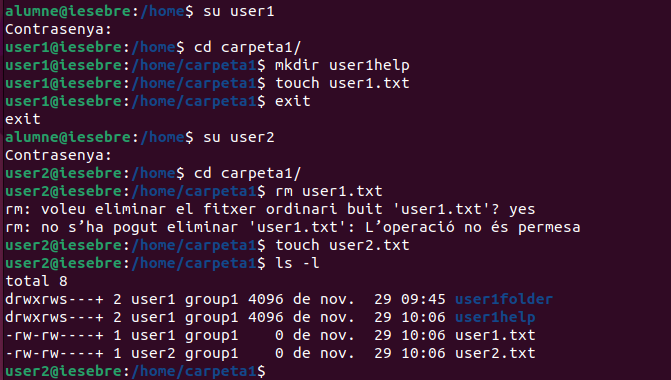 alumne@iesebre:/home$ su user1
Contrasenya:
user1@iesebre:/home$ cd carpeta1/
user1@iesebre:/home/carpeta1$ mkdir user1help
user1@iesebre:/home/carpeta1$ touch user1.txt
user1@iesebre:/home/carpeta1$ exit
exit
alumne@iesebre:/home$ su user2
Contrasenya:
user2@iesebre:/home$ cd carpeta1/
user2@iesebre:/home/carpeta1$ rm user1.txt
rm: voleu eliminar el fitxer ordinari buit 'user1.txt'? yes
rm: no s’ha pogut eliminar 'user1.txt': L’operació no és permesa
user2@iesebre:/home/carpeta1$ touch user2.txt
user2@iesebre:/home/carpeta1$ ls -l
total 8
drwxrws---+ 2 user1 group1 4096 de nov.  29 09:45 user1folder
drwxrws---+ 2 user1 group1 4096 de nov.  29 10:06 user1help
-rw-rw----+ 1 user1 group1    0 de nov.  29 10:06 user1.txt
-rw-rw----+ 1 user2 group1    0 de nov.  29 10:06 user2.txt
user2@iesebre:/home/carpeta1$